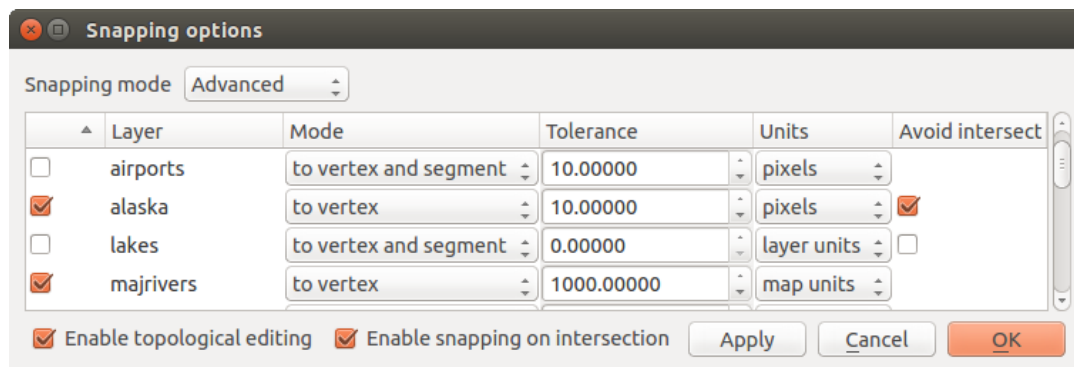 Snapping options
Snapping mode Advanced
Layer Mode Tolerance Units Avoid intersect
airports to vertex and segment 10.00000 pixels
alaska to vertex 10.00000 pixels
lakes to vertex and segment 0.00000 layer units
majrivers to vertex 1000.00000 map units
Enable topological editing Enable snapping on intersection Apply Cancel OK